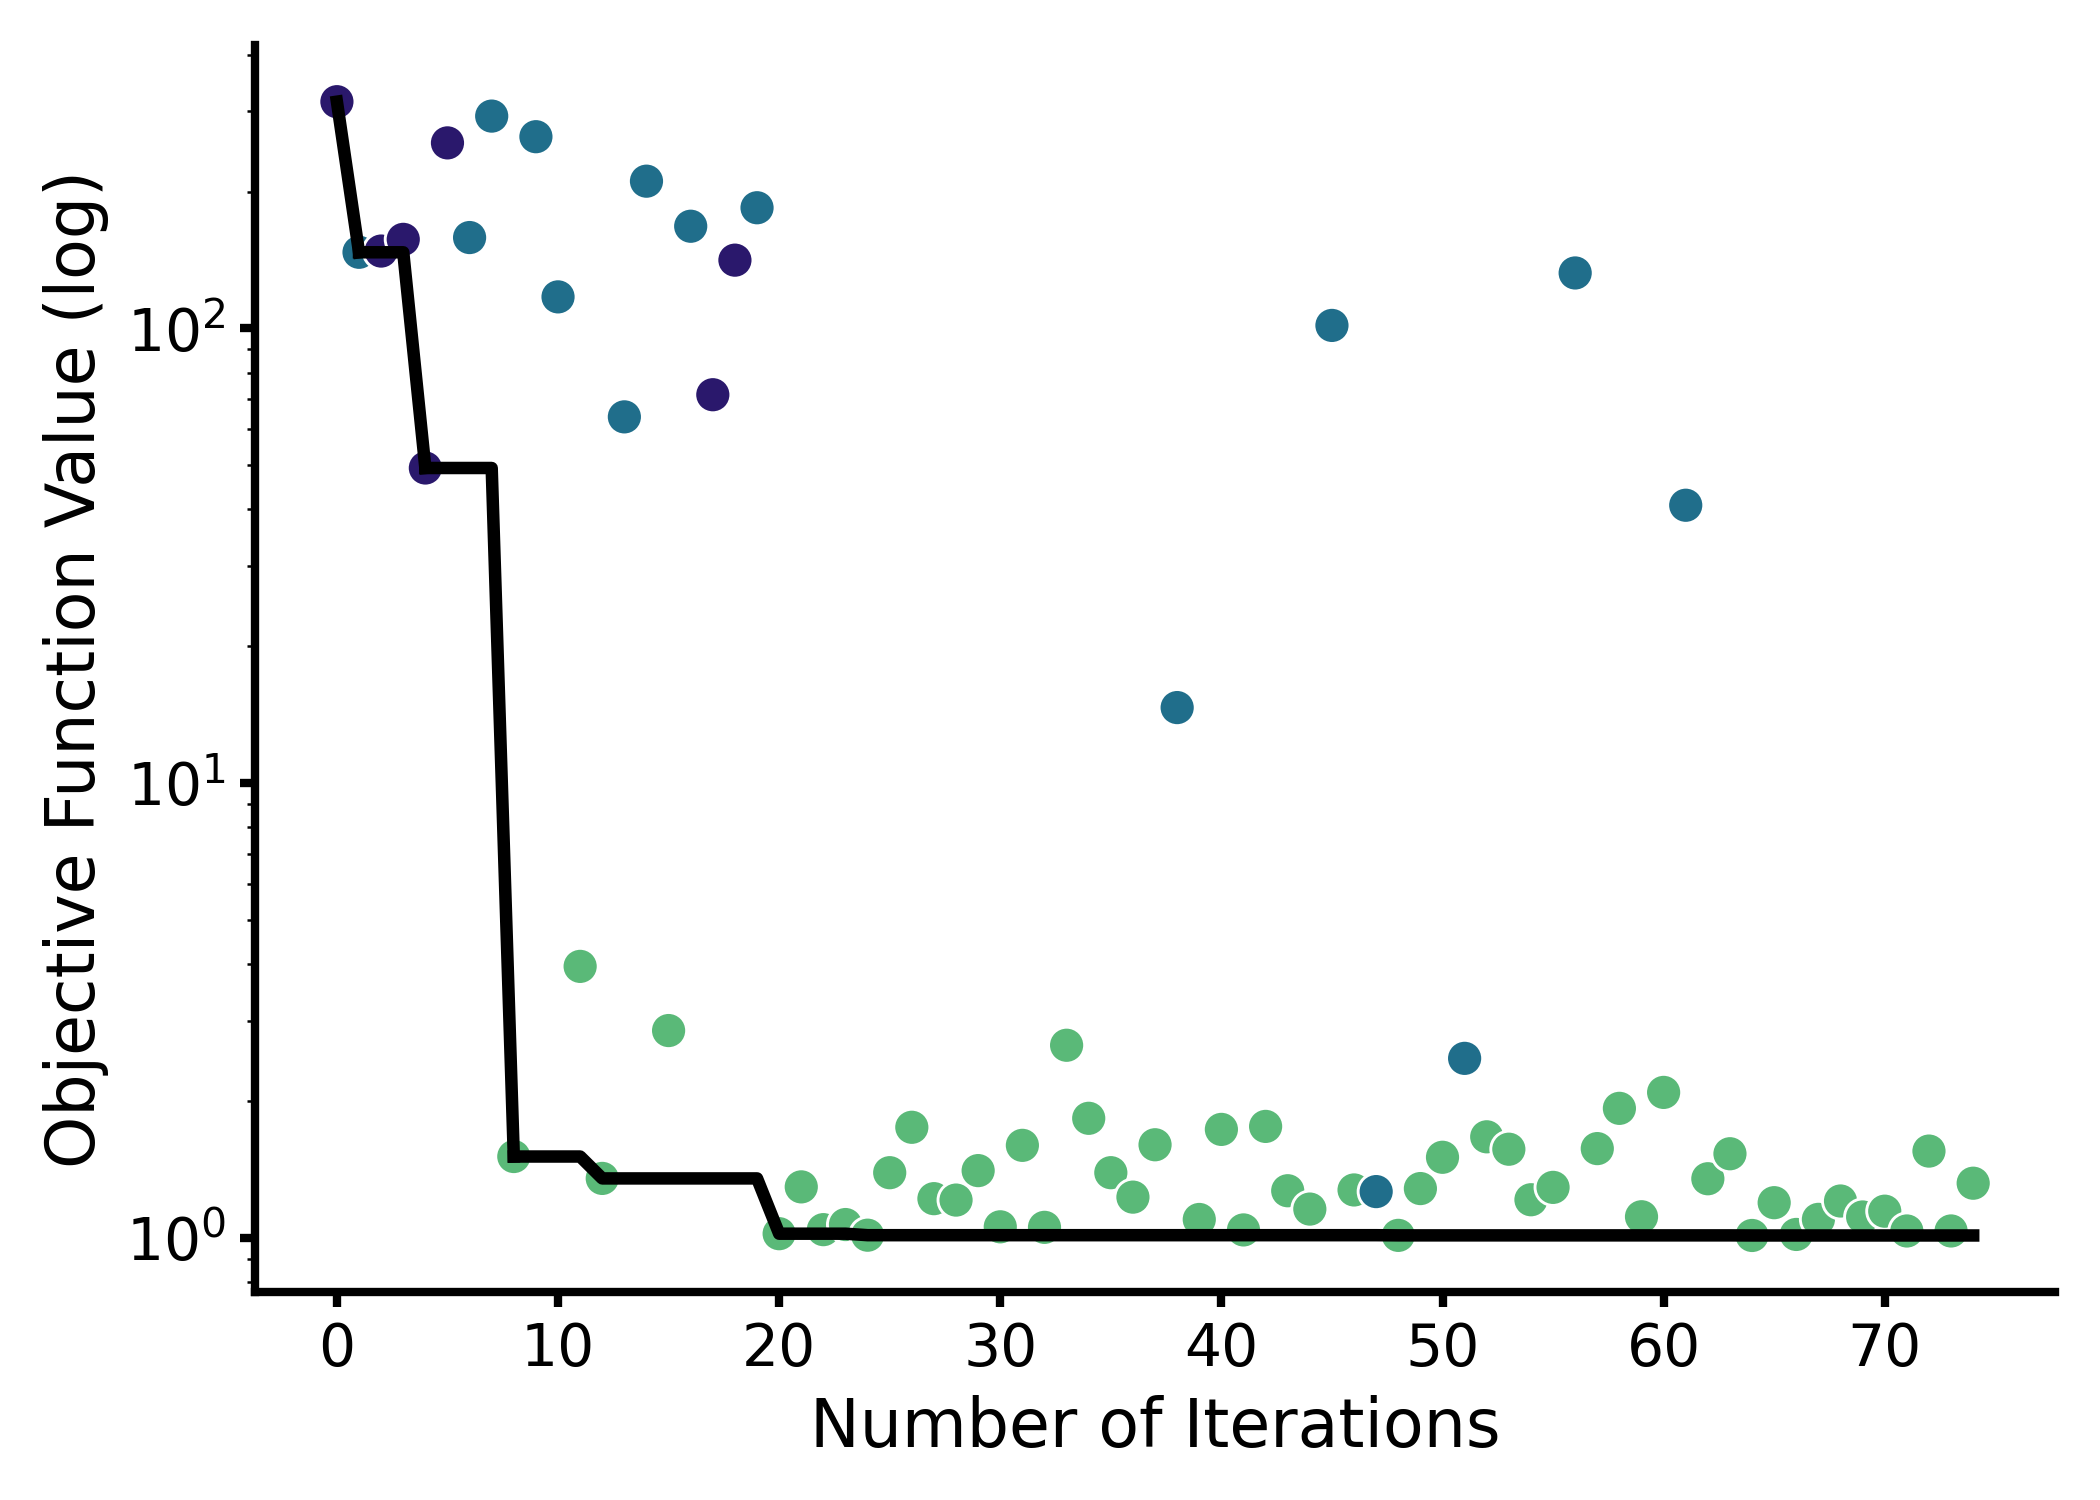 Objective Function Value (log)
10²
10¹
10⁰
0 10 20 30 40 50 60 70
Number of Iterations